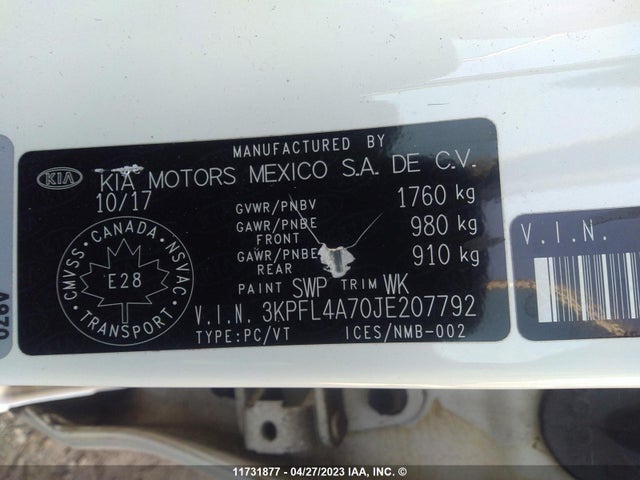 MANUFACTURED BY
KIA
KIA MOTORS MEXICO S.A. DE C.V.
10/17
GVWR/PNBV 1760 kg
GAWR/PNBE FRONT 980 kg
GAWR/PNBE REAR 910 kg
PAINT SWP TRIM WK
CMVSS · CANADA · NSVAC
E28
TRANSPORT
V.I.N. 3KPFL4A70JE207792
TYPE:PC/VT ICES/NMB-002
V.I.N.
11731877 - 04/27/2023 IAA, Inc. ©